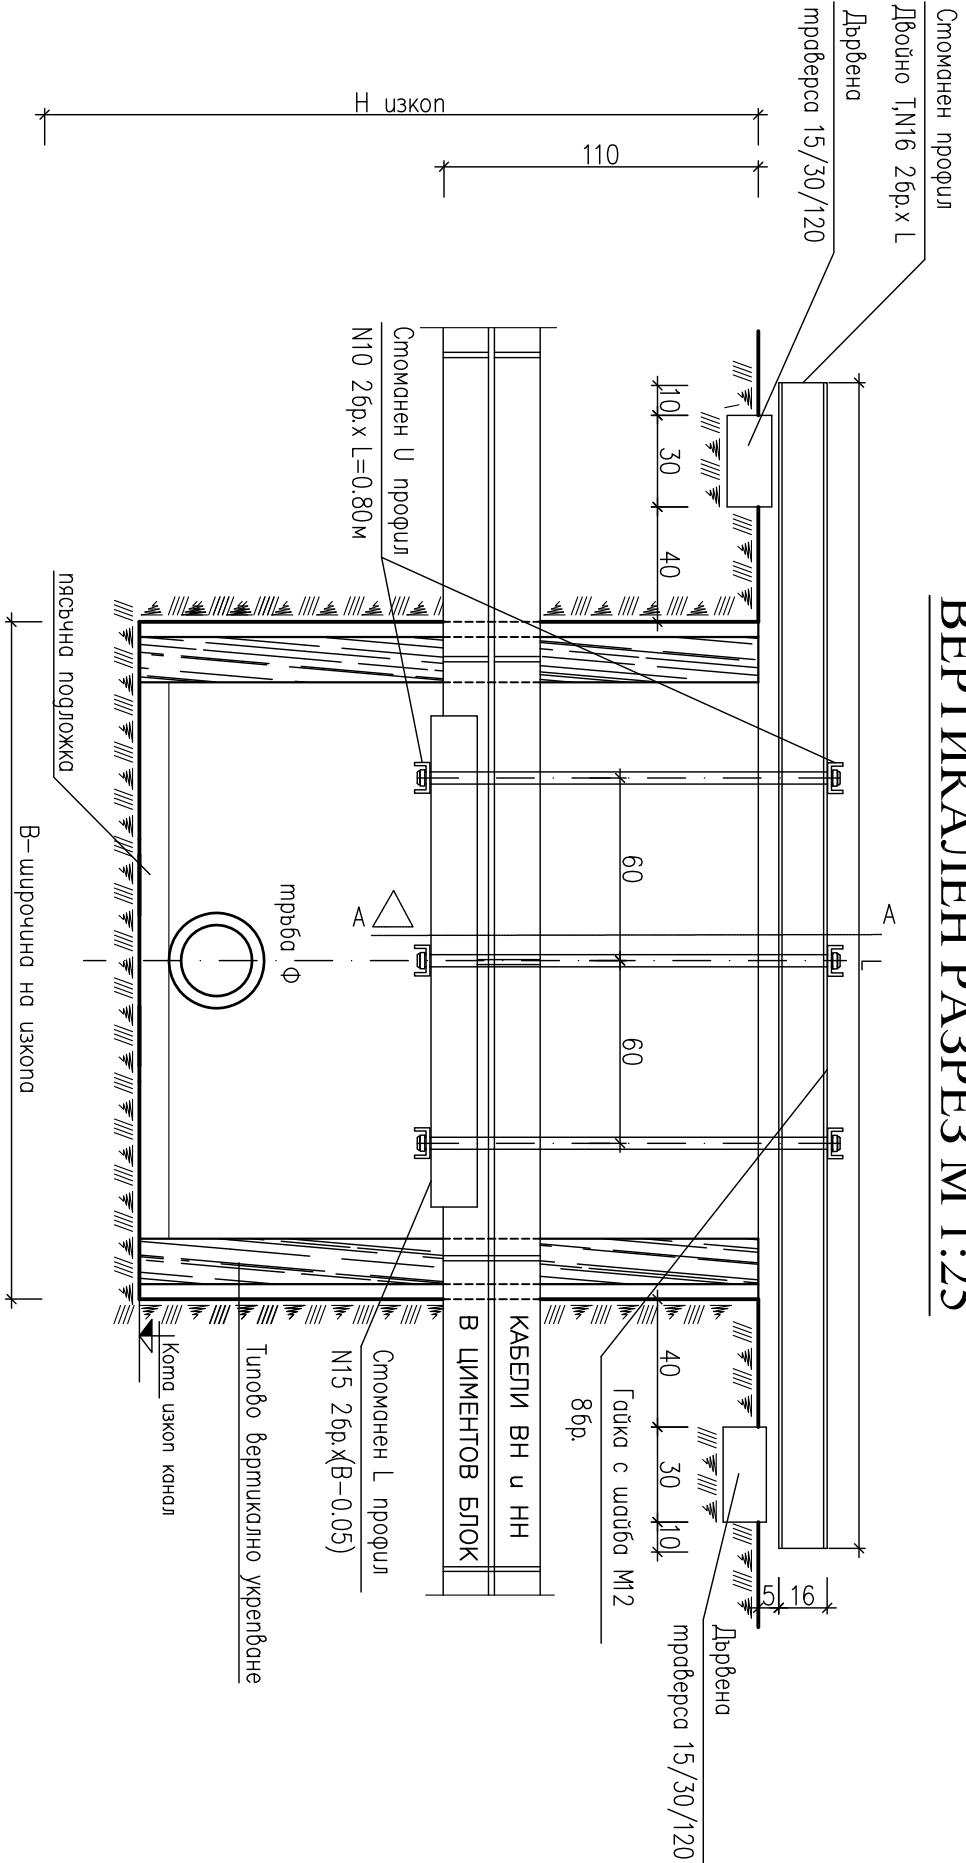 ВЕРТИКАЛЕН РАЗРЕЗ М 1:25
Стоманен профил
Двойно Т,N16 2бр.х L
Дървена
траверса 15/30/120
L
16
5
А
Дървена
траверса 15/30/120
10
30
40
40
30
10
Н изкоп
110
60
60
Гайка с шайба М12
8бр.
КАБЕЛИ ВН и НН
В ЦИМЕНТОВ БЛОК
Стоманен U профил
N10 2бр.х L=0.80м
А
Стоманен L профил
N15 2бр.х(В-0.05)
тръба Ф
Типово вертикално укрепване
Кота изкоп канал
пясъчна подложка
В-широчина на изкопа